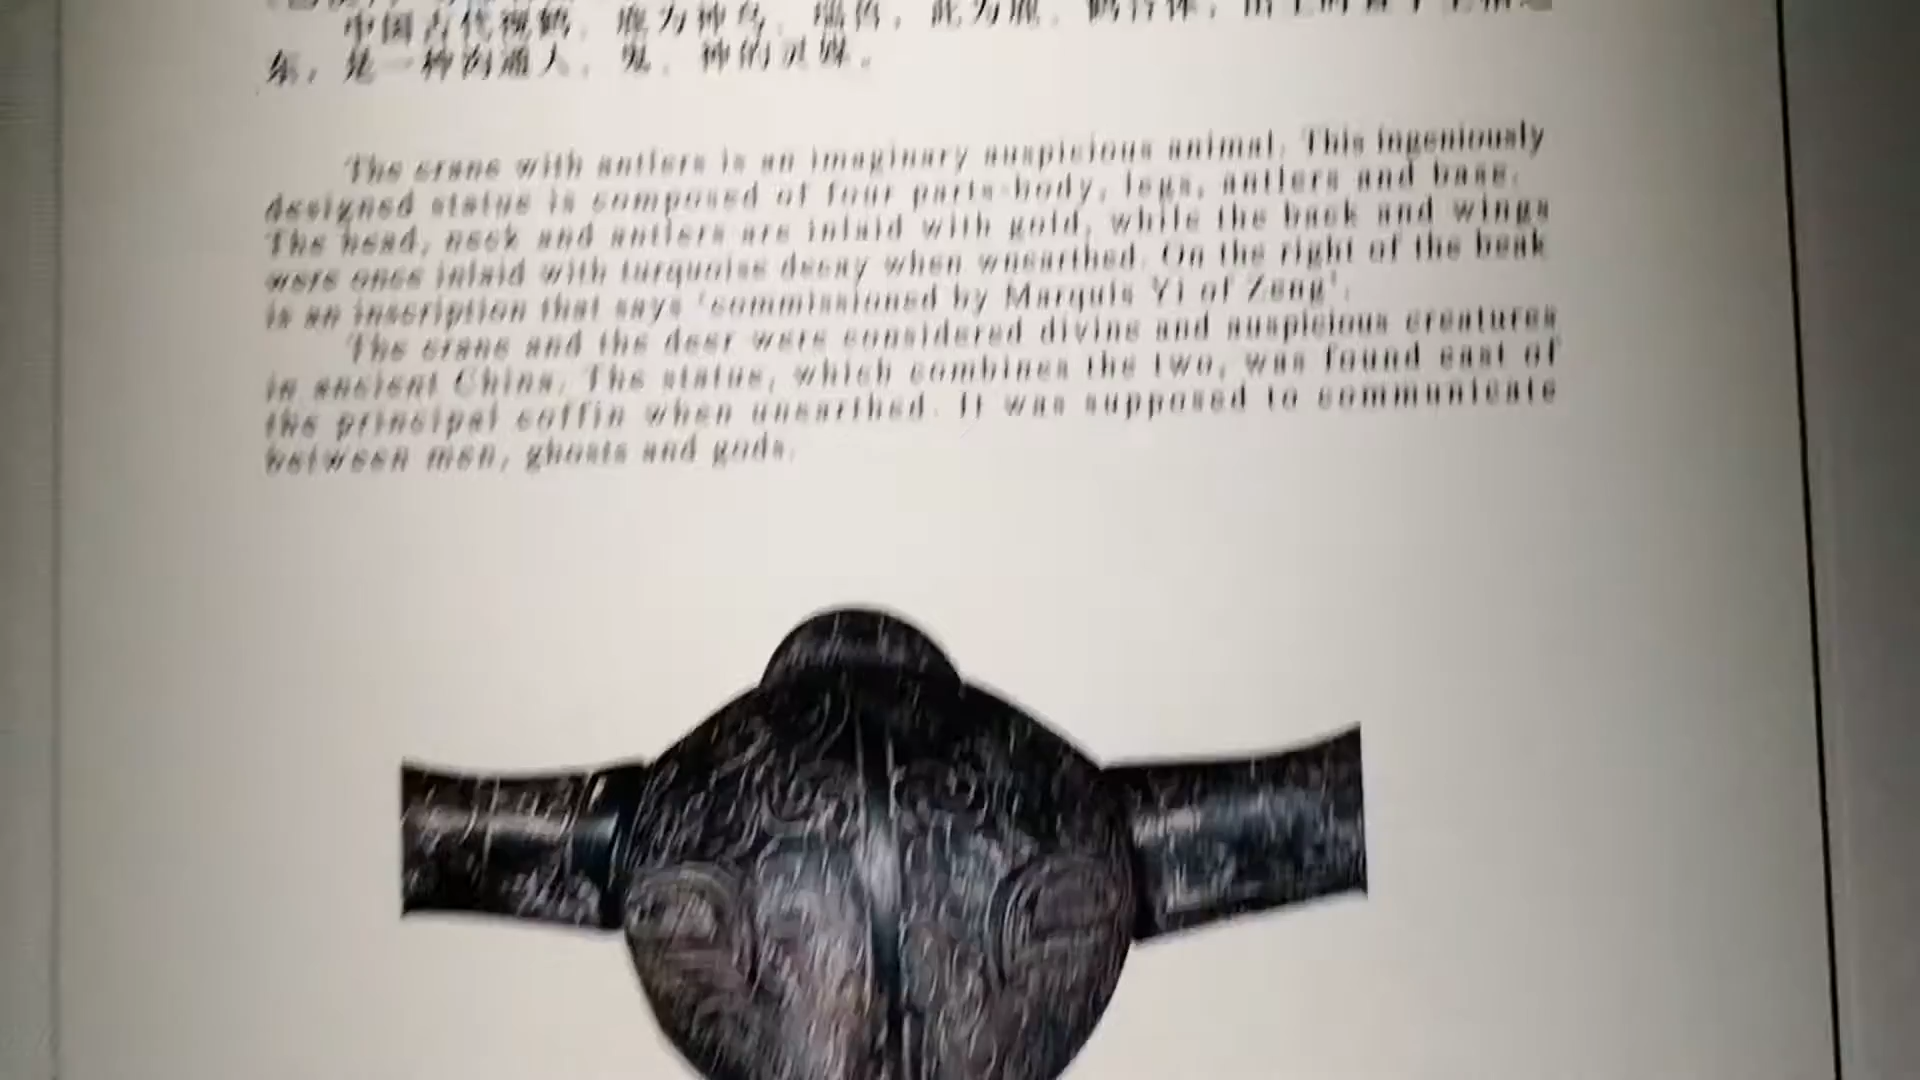 中国古代视鹤、鹿为神鸟、瑞兽，此为鹿、鹤合体，出土时置于主棺之
东，是一种沟通人、鬼、神的灵媒。
The crane with antlers is an imaginary auspicious animal. This ingeniously
designed statue is composed of four parts-body, legs, antlers and base.
The head, neck and antlers are inlaid with gold, while the back and wings
were once inlaid with turquoise decay when unearthed. On the right of the beak
is an inscription that says 'commissioned by Marquis Yi of Zeng'.
The crane and the deer were considered divine and auspicious creatures
in ancient China. The statue, which combines the two, was found east of
the principal coffin when unearthed. It was supposed to communicate
between men, ghosts and gods.